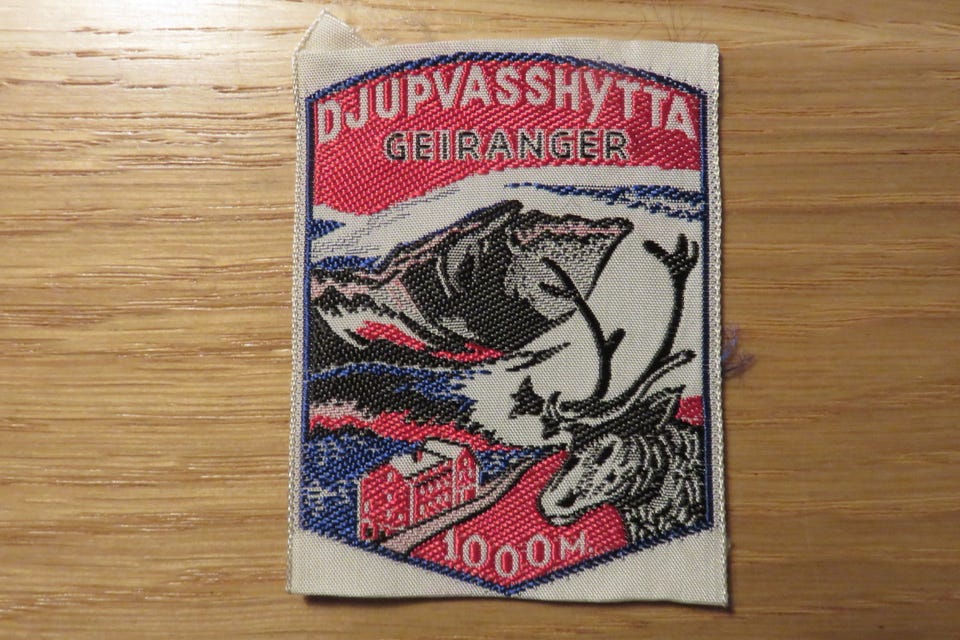 DJUPVASSHYTTA
GEIRANGER
1000M.